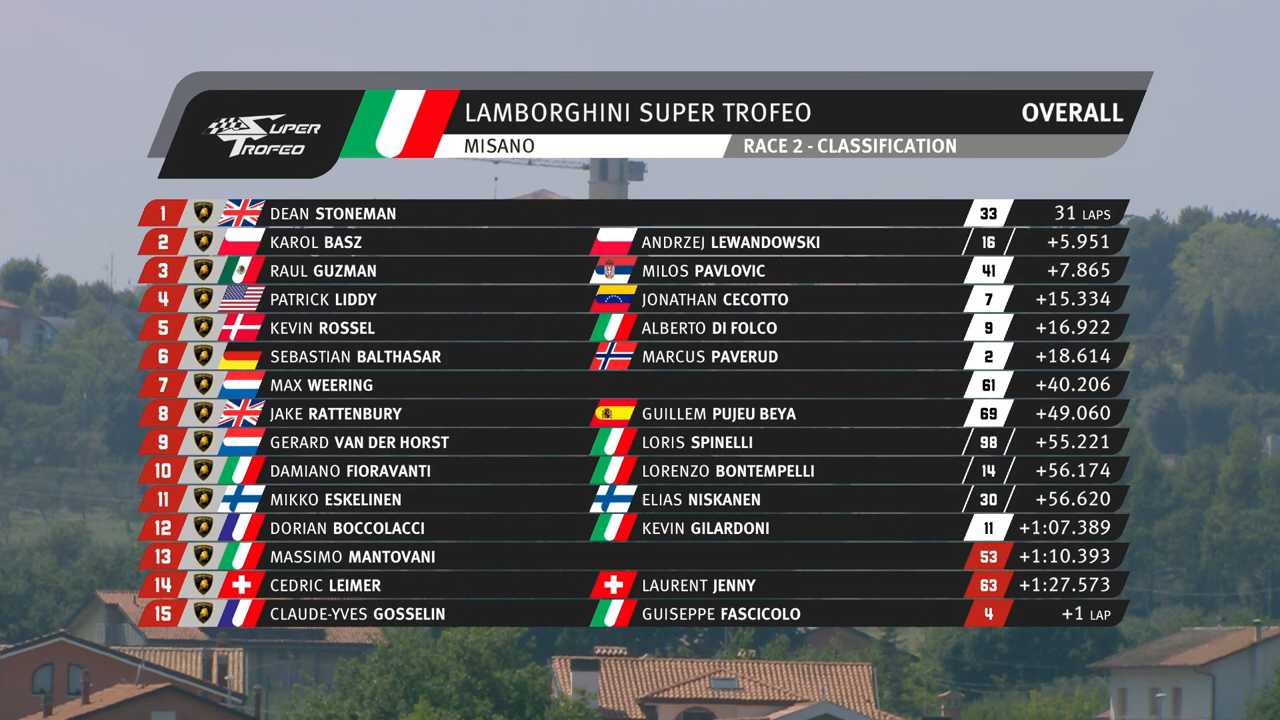 LAMBORGHINI SUPER TROFEO OVERALL
SUPER TROFEO
MISANO RACE 2 - CLASSIFICATION
1 DEAN STONEMAN 33 31 LAPS
2 KAROL BASZ ANDRZEJ LEWANDOWSKI 16 +5.951
3 RAUL GUZMAN MILOS PAVLOVIC 41 +7.865
4 PATRICK LIDDY JONATHAN CECOTTO 7 +15.334
5 KEVIN ROSSEL ALBERTO DI FOLCO 9 +16.922
6 SEBASTIAN BALTHASAR MARCUS PAVERUD 2 +18.614
7 MAX WEERING 61 +40.206
8 JAKE RATTENBURY GUILLEM PUJEU BEYA 69 +49.060
9 GERARD VAN DER HORST LORIS SPINELLI 98 +55.221
10 DAMIANO FIORAVANTI LORENZO BONTEMPELLI 14 +56.174
11 MIKKO ESKELINEN ELIAS NISKANEN 30 +56.620
12 DORIAN BOCCOLACCI KEVIN GILARDONI 11 +1:07.389
13 MASSIMO MANTOVANI 53 +1:10.393
14 CEDRIC LEIMER LAURENT JENNY 63 +1:27.573
15 CLAUDE-YVES GOSSELIN GUISEPPE FASCICOLO 4 +1 LAP